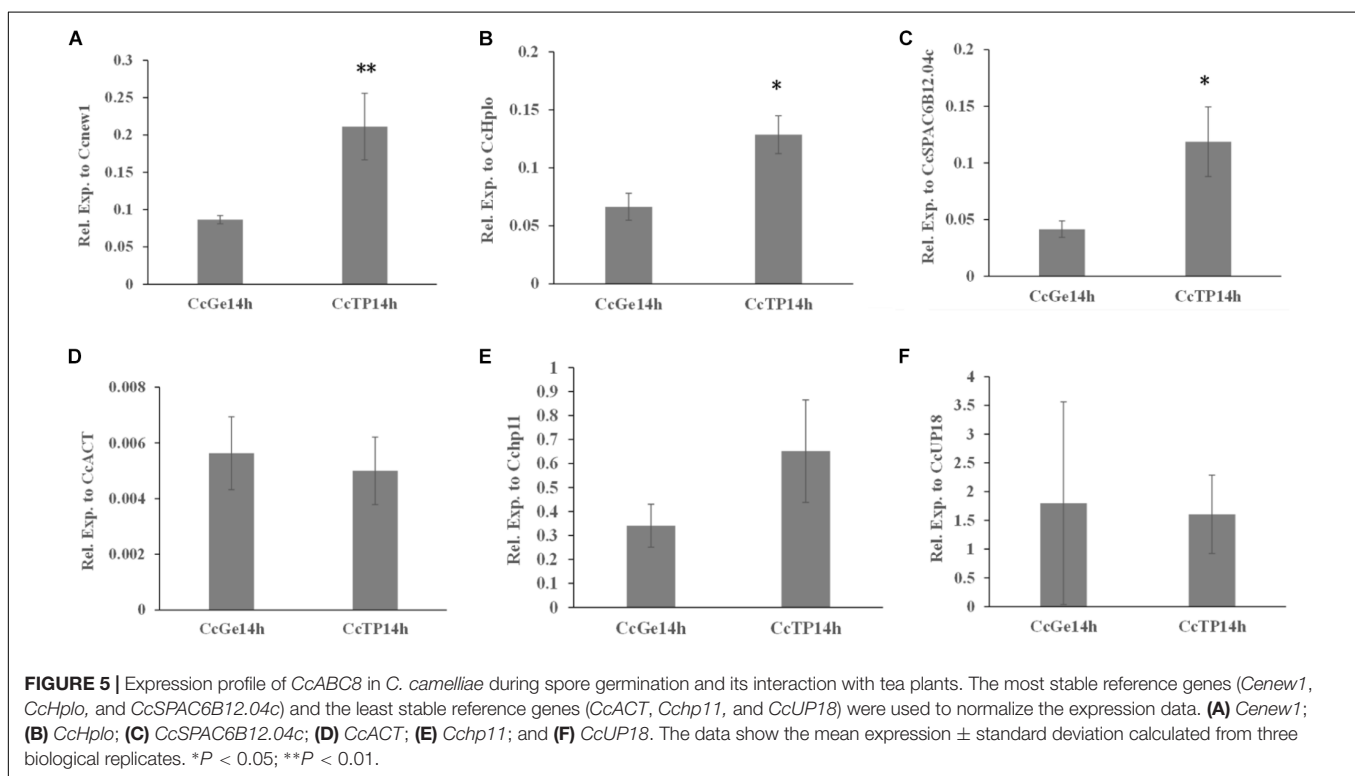 A
Rel. Exp. to Ccnew1
0.3
0.25
0.2
0.15
0.1
0.05
0
**
CcGe14h CcTP14h
B
Rel. Exp. to CcHplo
0.2
0.15
0.1
0.05
0
*
CcGe14h CcTP14h
C
Rel. Exp. to CcSPAC6B12.04c
0.2
0.15
0.1
0.05
0
*
CcGe14h CcTP14h
D
Rel. Exp. to CcACT
0.008
0.006
0.004
0.002
0
CcGe14h CcTP14h
E
Rel. Exp. to Cchp11
1
0.9
0.8
0.7
0.6
0.5
0.4
0.3
0.2
0.1
0
CcGe14h CcTP14h
F
Rel. Exp. to CcUP18
4
3.5
3
2.5
2
1.5
1
0.5
0
CcGe14h CcTP14h
FIGURE 5 | Expression profile of CcABC8 in C. camelliae during spore germination and its interaction with tea plants. The most stable reference genes (Cenew1,
CcHplo, and CcSPAC6B12.04c) and the least stable reference genes (CcACT, Cchp11, and CcUP18) were used to normalize the expression data. (A) Cenew1;
(B) CcHplo; (C) CcSPAC6B12.04c; (D) CcACT; (E) Cchp11; and (F) CcUP18. The data show the mean expression ± standard deviation calculated from three
biological replicates. *P < 0.05; **P < 0.01.